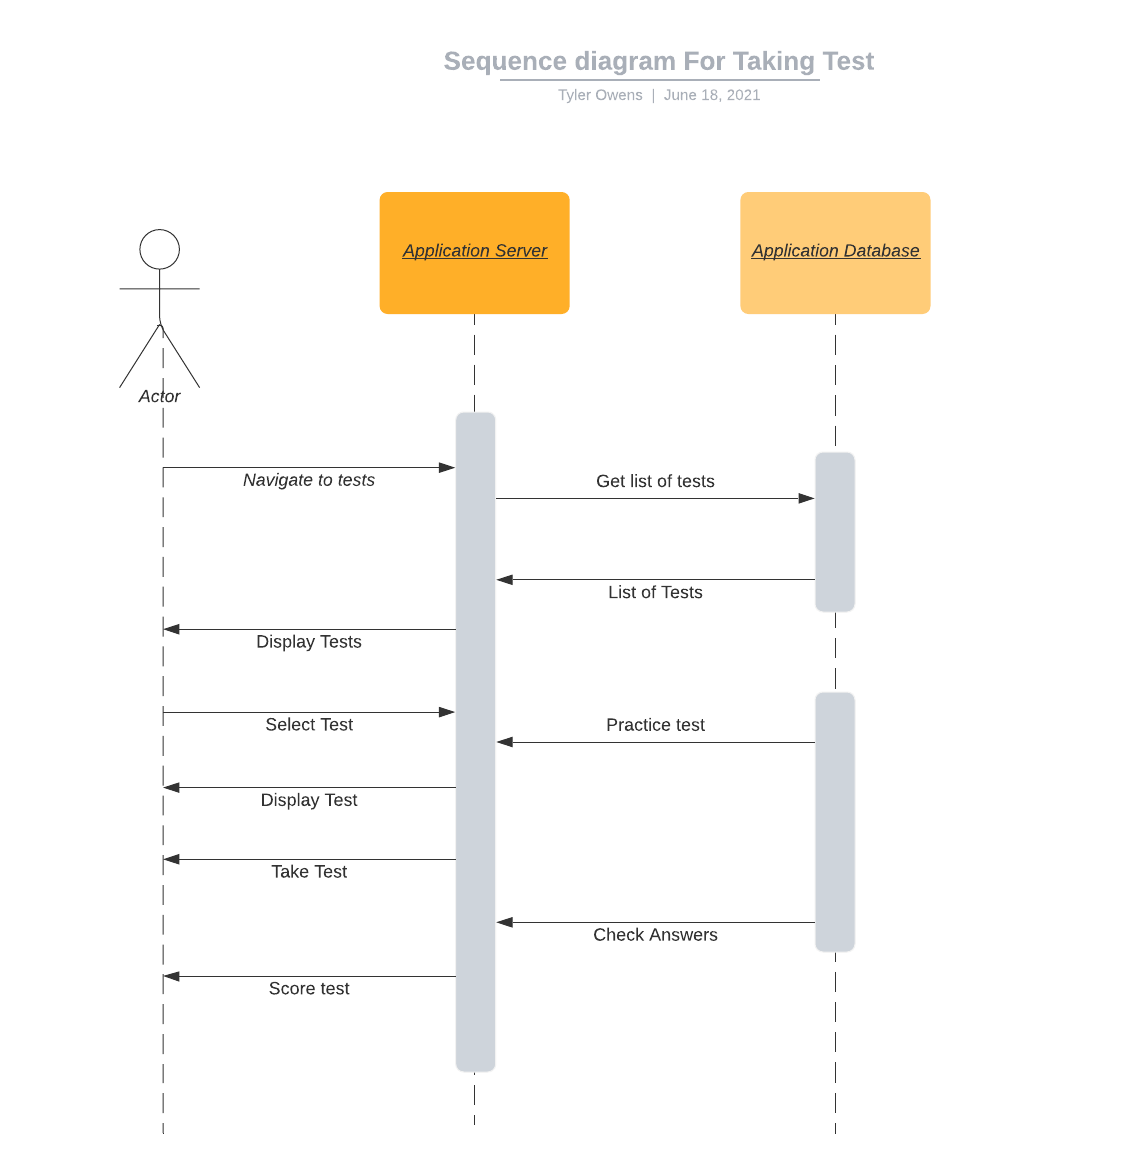 Sequence diagram For Taking Test
Tyler Owens | June 18, 2021
Application Server
Application Database
Actor
Navigate to tests
Get list of tests
List of Tests
Display Tests
Select Test
Practice test
Display Test
Take Test
Check Answers
Score test